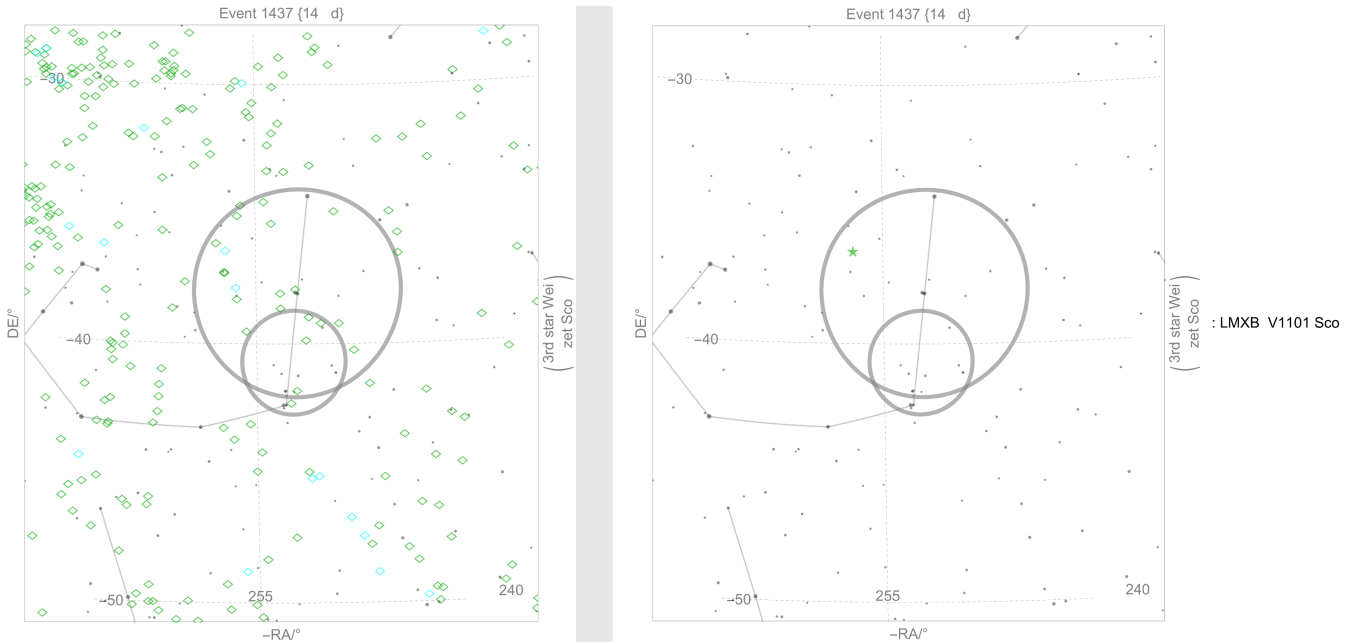 Event 1437 {14 d}
−30
−40
−50
255
240
DE/°
−RA/°
(3rd star Wei)
zet Sco
Event 1437 {14 d}
−30
−40
−50
255
240
DE/°
−RA/°
(3rd star Wei)
zet Sco
: LMXB V1101 Sco